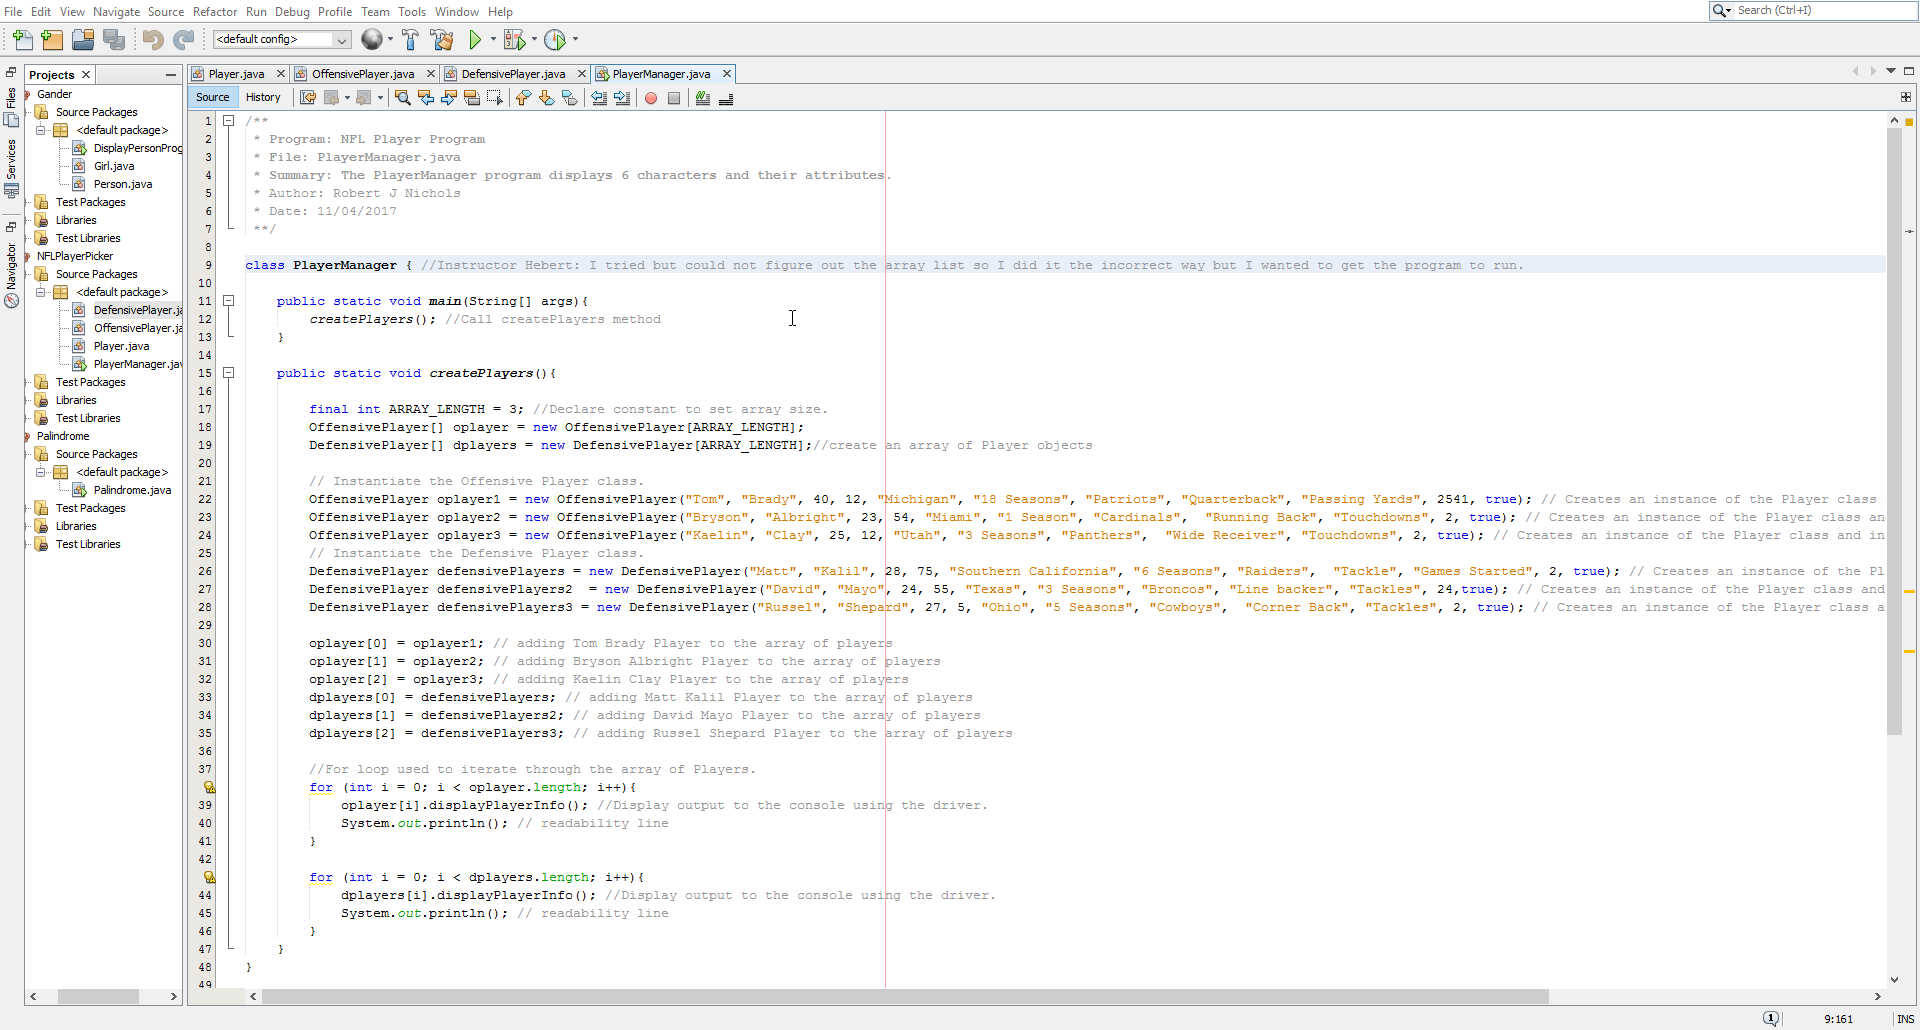 File Edit View Navigate Source Refactor Run Debug Profile Team Tools Window Help
Search (Ctrl+I)
<default config>
Projects
Player.java OffensivePlayer.java DefensivePlayer.java PlayerManager.java
Source History
Files
Services
Navigator
Gander
Source Packages
<default package>
DisplayPersonProg
Girl.java
Person.java
Test Packages
Libraries
Test Libraries
NFLPlayerPicker
Source Packages
<default package>
DefensivePlayer.ja
OffensivePlayer.ja
Player.java
PlayerManager.jav
Test Packages
Libraries
Test Libraries
Palindrome
Source Packages
<default package>
Palindrome.java
Test Packages
Libraries
Test Libraries
1 /**
2 * Program: NFL Player Program
3 * File: PlayerManager.java
4 * Summary: The PlayerManager program displays 6 characters and their attributes.
5 * Author: Robert J Nichols
6 * Date: 11/04/2017
7 **/
8
9 class PlayerManager { //Instructor Hebert: I tried but could not figure out the array list so I did it the incorrect way but I wanted to get the program to run.
10
11 public static void main(String[] args){
12 createPlayers(); //Call createPlayers method
13 }
14
15 public static void createPlayers(){
16
17 final int ARRAY_LENGTH = 3; //Declare constant to set array size.
18 OffensivePlayer[] oplayer = new OffensivePlayer[ARRAY_LENGTH];
19 DefensivePlayer[] dplayers = new DefensivePlayer[ARRAY_LENGTH];//create an array of Player objects
20
21 // Instantiate the Offensive Player class.
22 OffensivePlayer oplayer1 = new OffensivePlayer("Tom", "Brady", 40, 12, "Michigan", "18 Seasons", "Patriots", "Quarterback", "Passing Yards", 2541, true); // Creates an instance of the Player class
23 OffensivePlayer oplayer2 = new OffensivePlayer("Bryson", "Albright", 23, 54, "Miami", "1 Season", "Cardinals", "Running Back", "Touchdowns", 2, true); // Creates an instance of the Player class an
24 OffensivePlayer oplayer3 = new OffensivePlayer("Kaelin", "Clay", 25, 12, "Utah", "3 Seasons", "Panthers", "Wide Receiver", "Touchdowns", 2, true); // Creates an instance of the Player class and in
25 // Instantiate the Defensive Player class.
26 DefensivePlayer defensivePlayers = new DefensivePlayer("Matt", "Kalil", 28, 75, "Southern California", "6 Seasons", "Raiders", "Tackle", "Games Started", 2, true); // Creates an instance of the Pl
27 DefensivePlayer defensivePlayers2 = new DefensivePlayer("David", "Mayo", 24, 55, "Texas", "3 Seasons", "Broncos", "Line backer", "Tackles", 24,true); // Creates an instance of the Player class and
28 DefensivePlayer defensivePlayers3 = new DefensivePlayer("Russel", "Shepard", 27, 5, "Ohio", "5 Seasons", "Cowboys", "Corner Back", "Tackles", 2, true); // Creates an instance of the Player class a
29
30 oplayer[0] = oplayer1; // adding Tom Brady Player to the array of players
31 oplayer[1] = oplayer2; // adding Bryson Albright Player to the array of players
32 oplayer[2] = oplayer3; // adding Kaelin Clay Player to the array of players
33 dplayers[0] = defensivePlayers; // adding Matt Kalil Player to the array of players
34 dplayers[1] = defensivePlayers2; // adding David Mayo Player to the array of players
35 dplayers[2] = defensivePlayers3; // adding Russel Shepard Player to the array of players
36
37 //For loop used to iterate through the array of Players.
for (int i = 0; i < oplayer.length; i++){
39 oplayer[i].displayPlayerInfo(); //Display output to the console using the driver.
40 System.out.println(); // readability line
41 }
42
for (int i = 0; i < dplayers.length; i++){
44 dplayers[i].displayPlayerInfo(); //Display output to the console using the driver.
45 System.out.println(); // readability line
46 }
47 }
48 }
49
1 9:161 INS